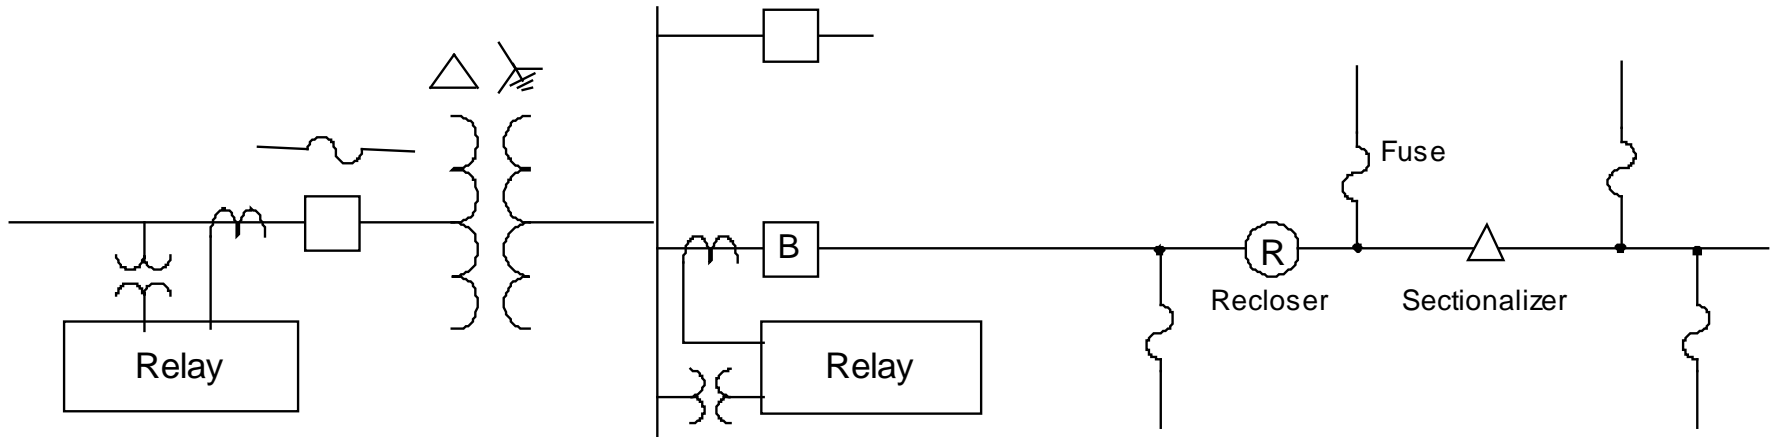 Fuse
B
R
Recloser
Sectionalizer
Relay
Relay